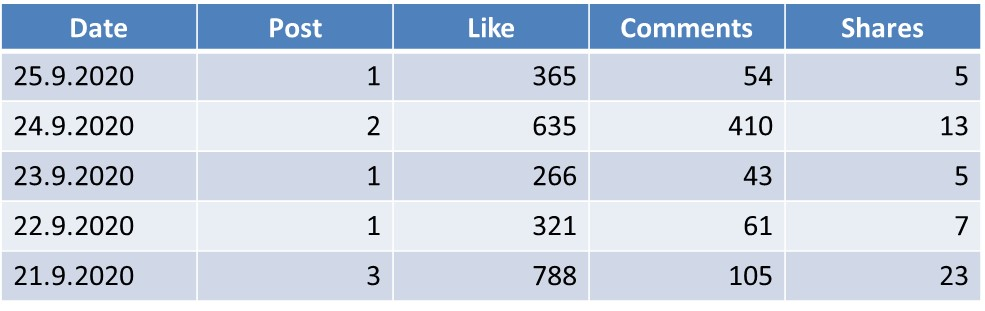 Date Post Like Comments Shares
25.9.2020 1 365 54 5
24.9.2020 2 635 410 13
23.9.2020 1 266 43 5
22.9.2020 1 321 61 7
21.9.2020 3 788 105 23